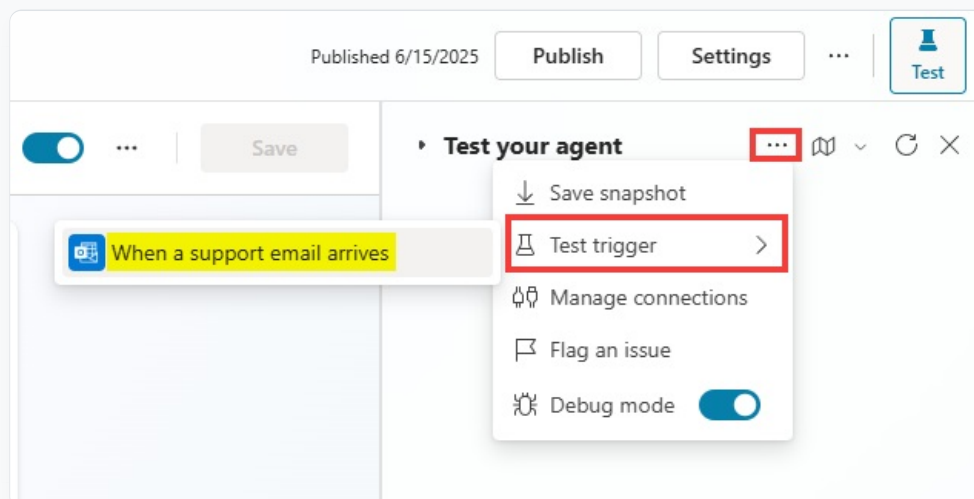 Published 6/15/2025
Publish
Settings
...
Test
...
Save
Test your agent
...
Save snapshot
When a support email arrives
Test trigger
Manage connections
Flag an issue
Debug mode